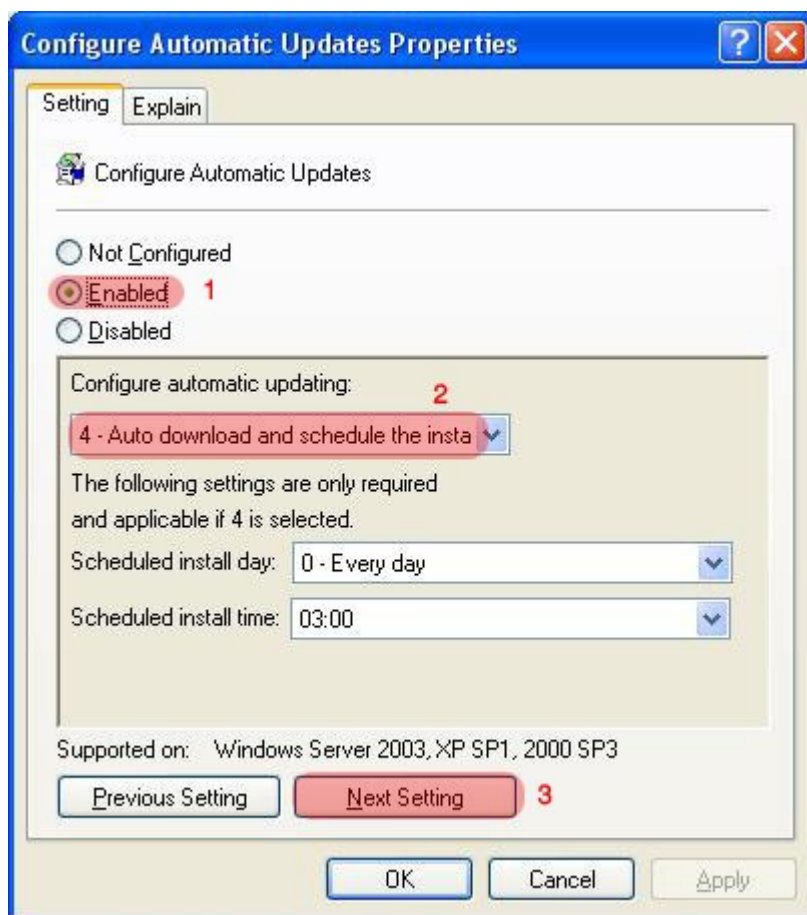 Configure Automatic Updates Properties
Setting Explain
Configure Automatic Updates
Not Configured
Enabled 1
Disabled
Configure automatic updating:
2
4 - Auto download and schedule the insta
The following settings are only required
and applicable if 4 is selected.
Scheduled install day: 0 - Every day
Scheduled install time: 03:00
Supported on: Windows Server 2003, XP SP1, 2000 SP3
Previous Setting Next Setting 3
OK Cancel Apply